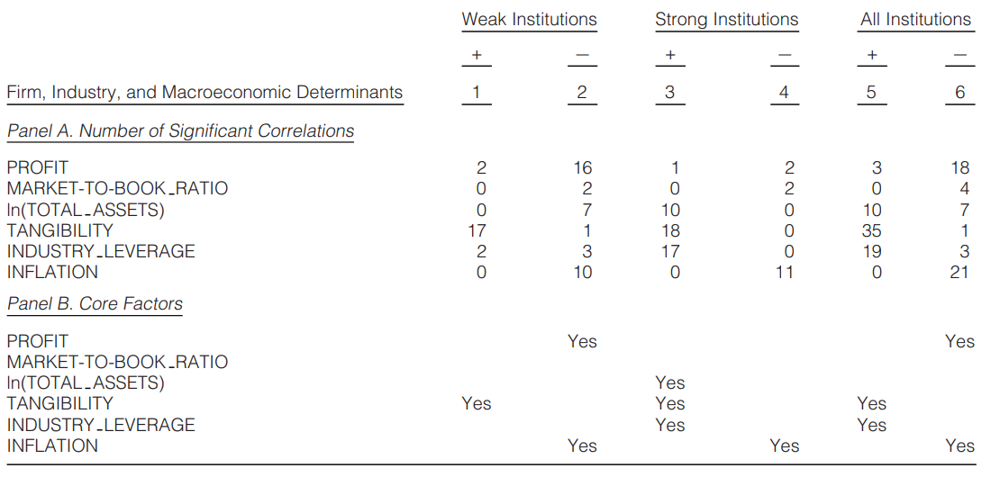 Weak Institutions Strong Institutions All Institutions
+ − + − + −
Firm, Industry, and Macroeconomic Determinants 1 2 3 4 5 6
Panel A. Number of Significant Correlations
PROFIT 2 16 1 2 3 18
MARKET-TO-BOOK_RATIO 0 2 0 2 0 4
ln(TOTAL_ASSETS) 0 7 10 0 10 7
TANGIBILITY 17 1 18 0 35 1
INDUSTRY_LEVERAGE 2 3 17 0 19 3
INFLATION 0 10 0 11 0 21
Panel B. Core Factors
PROFIT Yes Yes
MARKET-TO-BOOK_RATIO
ln(TOTAL_ASSETS) Yes
TANGIBILITY Yes Yes Yes
INDUSTRY_LEVERAGE Yes Yes
INFLATION Yes Yes Yes